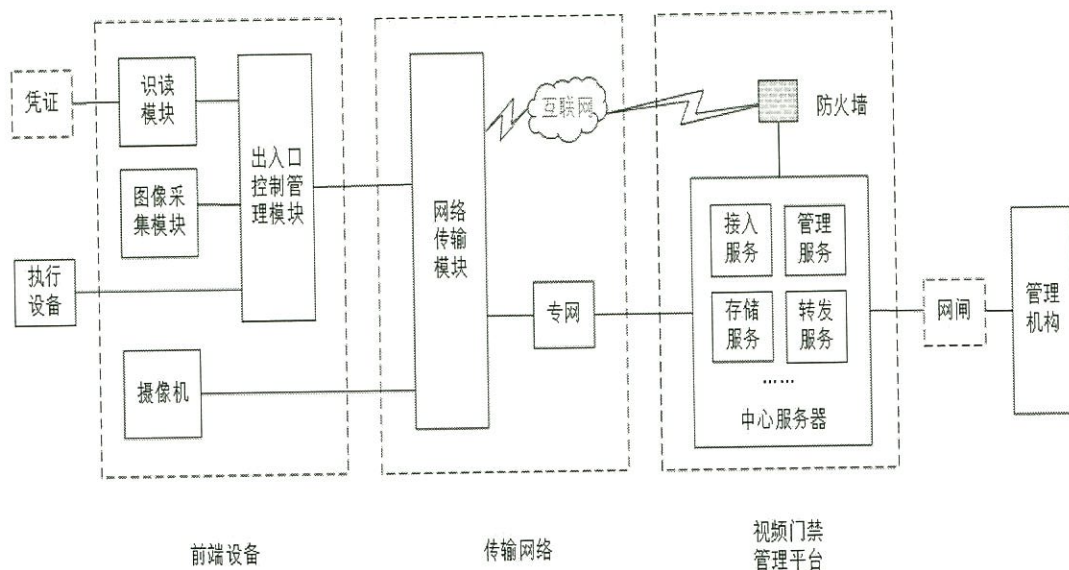 凭证
识读
模块
图像采
集模块
执行
设备
摄像机
出入口
控制管
理模块
前端设备
网络
传输
模块
互联网
专网
传输网络
防火墙
接入
服务
管理
服务
存储
服务
转发
服务
……
中心服务器
视频门禁
管理平台
网闸
管理
机构